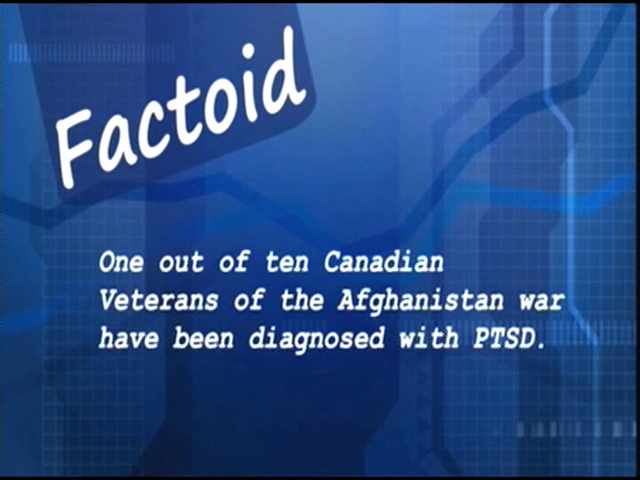 Factoid
One out of ten Canadian
Veterans of the Afghanistan war
have been diagnosed with PTSD.